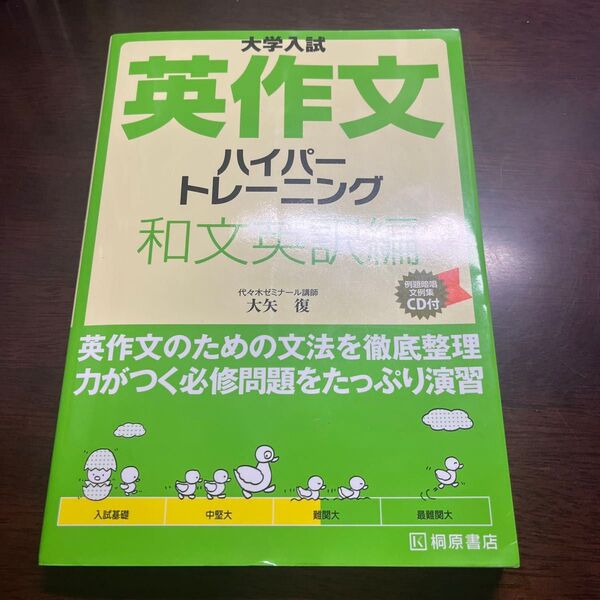 大学入試
英作文
ハイパー
トレーニング
和文英訳編
代々木ゼミナール講師
大矢 復
例題暗唱
文例集
CD付
英作文のための文法を徹底整理
力がつく必修問題をたっぷり演習
入試基礎
中堅大
難関大
最難関大
K 桐原書店